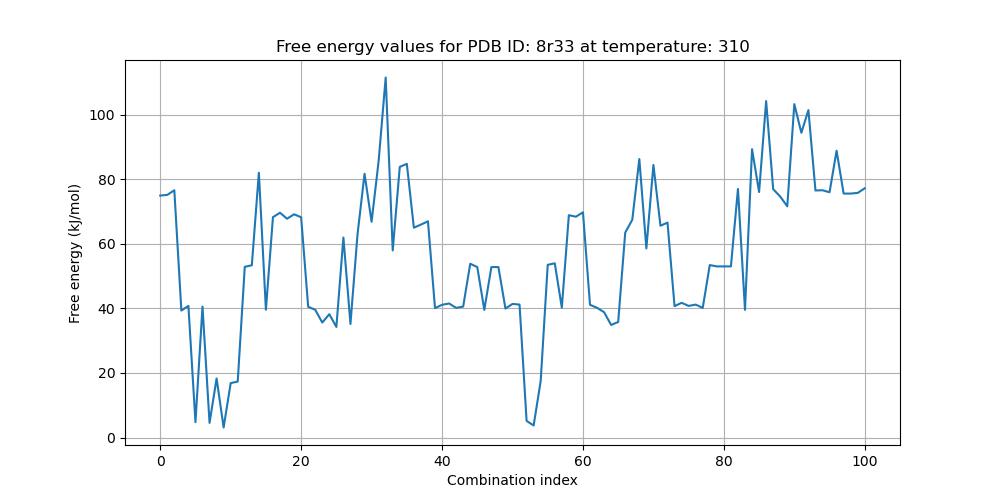 Free energy values for PDB ID: 8r33 at temperature: 310
Free energy (kJ/mol)
100
80
60
40
20
0
0 20 40 60 80 100
Combination index